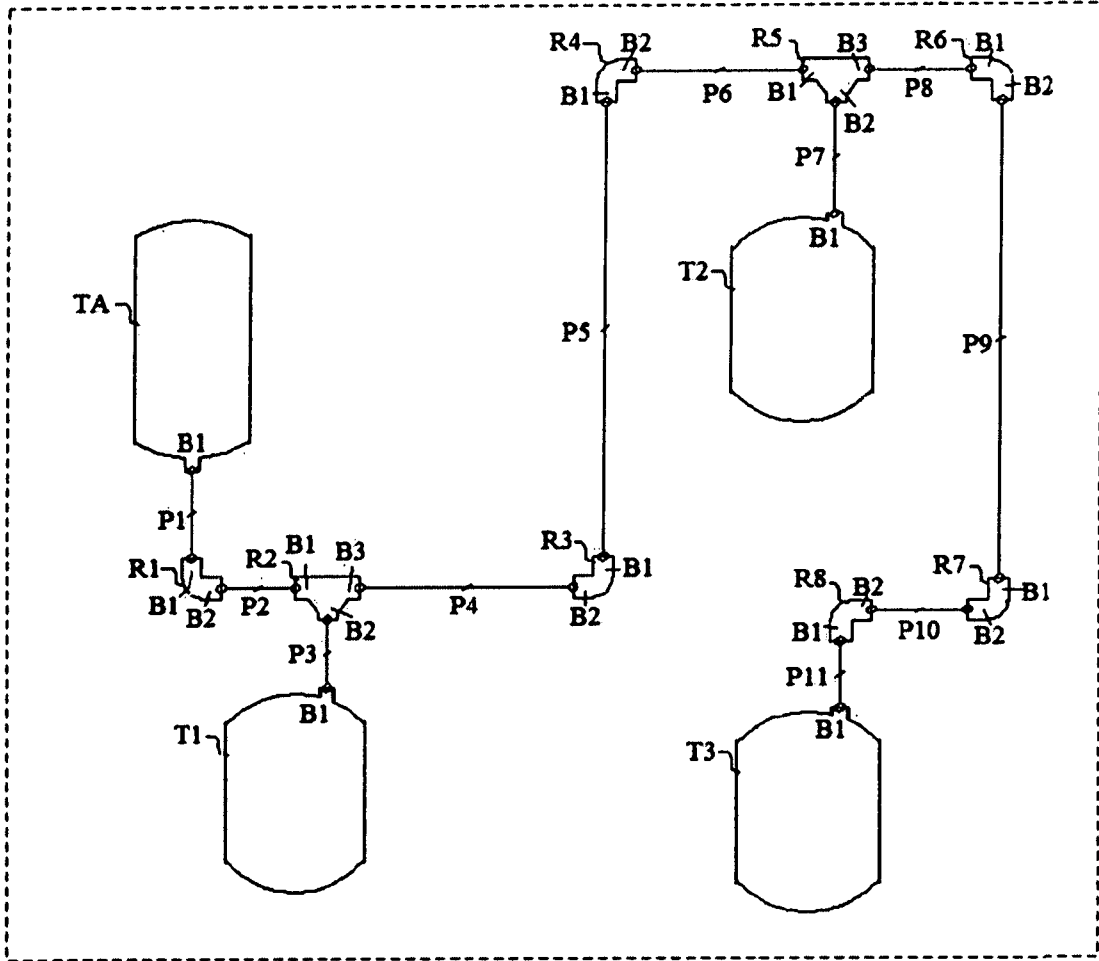 R4 B2 R5 B3 R6 B1
B1 P6 B1 P8 B2
B2
P7
B1
T2
TA
P5
P9
B1
P1
R3
R2 B1 B3 B1
R1 R7
B1 B2 P2 P4 B2 R8 B2 B1
B2 B1 P10 B2
P3
P11
B1
B1
T1
T3